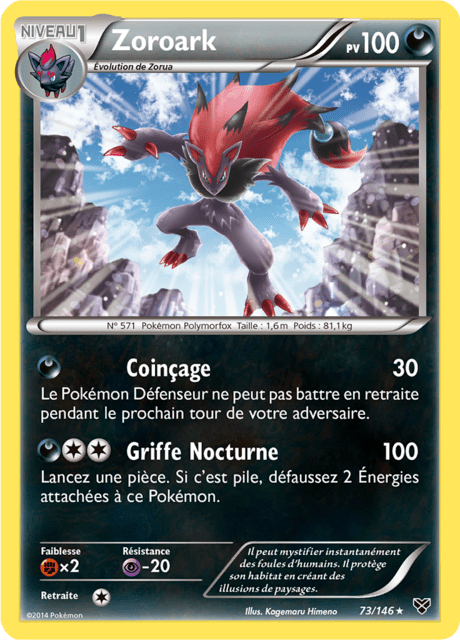 NIVEAU 1
Zoroark
PV 100
Évolution de Zorua
N° 571 Pokémon Polymorfox Taille : 1,6m Poids : 81,1kg
Coinçage 30
Le Pokémon Défenseur ne peut pas battre en retraite
pendant le prochain tour de votre adversaire.
Griffe Nocturne 100
Lancez une pièce. Si c'est pile, défaussez 2 Énergies
attachées à ce Pokémon.
Faiblesse
×2
Résistance
-20
Retraite
Il peut mystifier instantanément
des foules d'humains. Il protège
son habitat en créant des
illusions de paysages.
©2014 Pokémon
Illus. Kagemaru Himeno
73/146